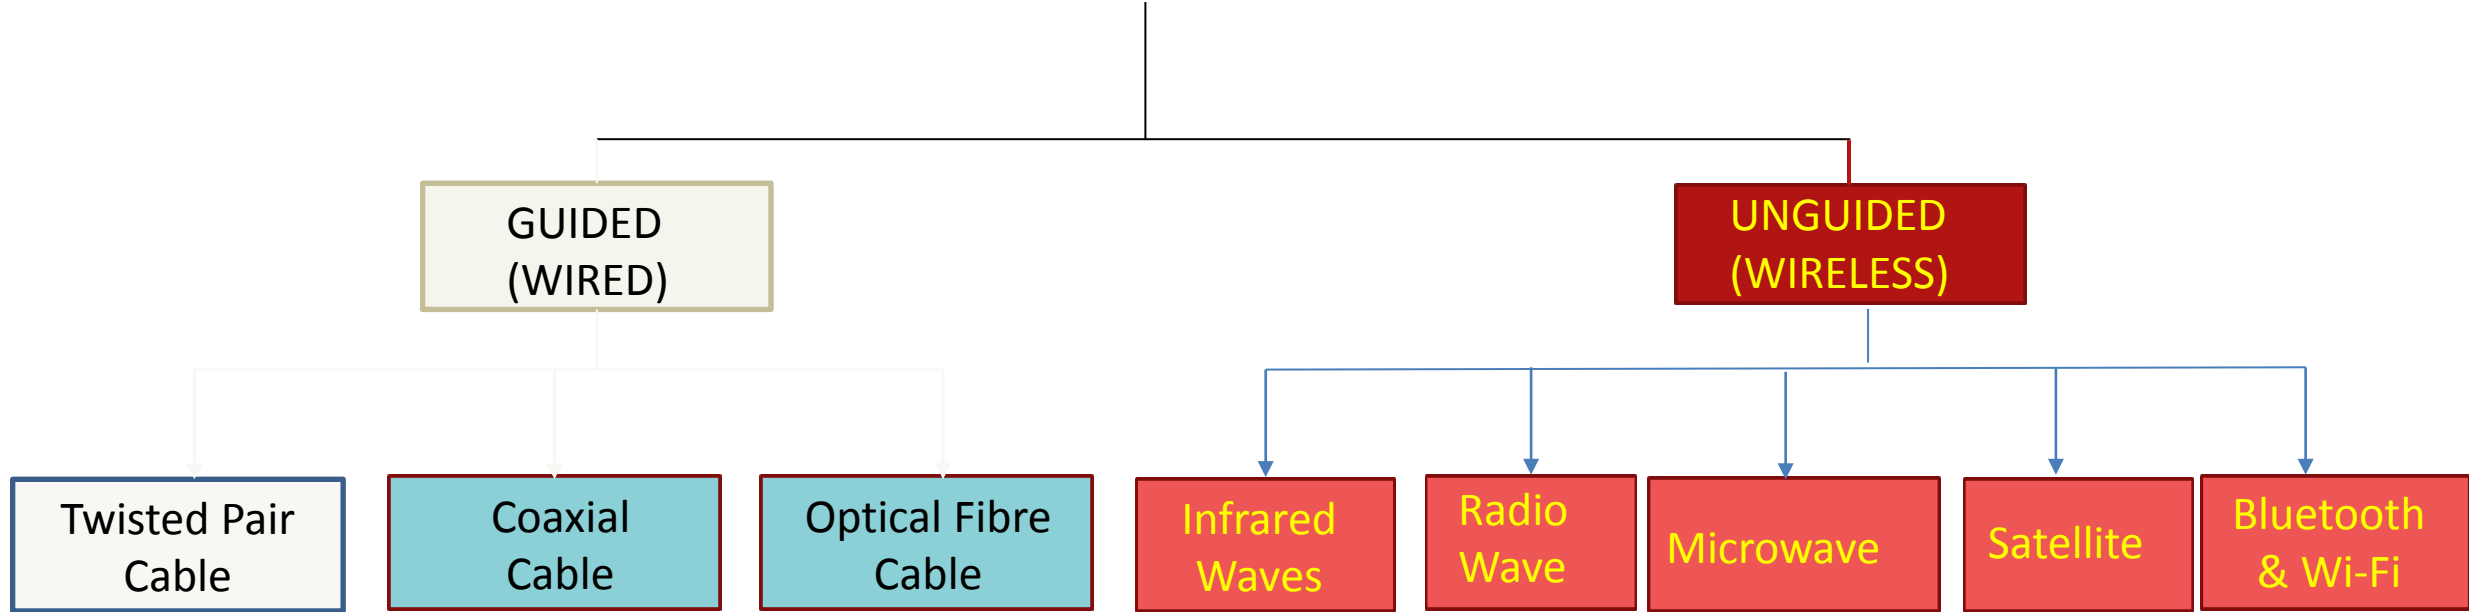 GUIDED
(WIRED)
UNGUIDED
(WIRELESS)
Twisted Pair
Cable
Coaxial
Cable
Optical Fibre
Cable
Infrared
Waves
Radio
Wave
Microwave
Satellite
Bluetooth
& Wi-Fi